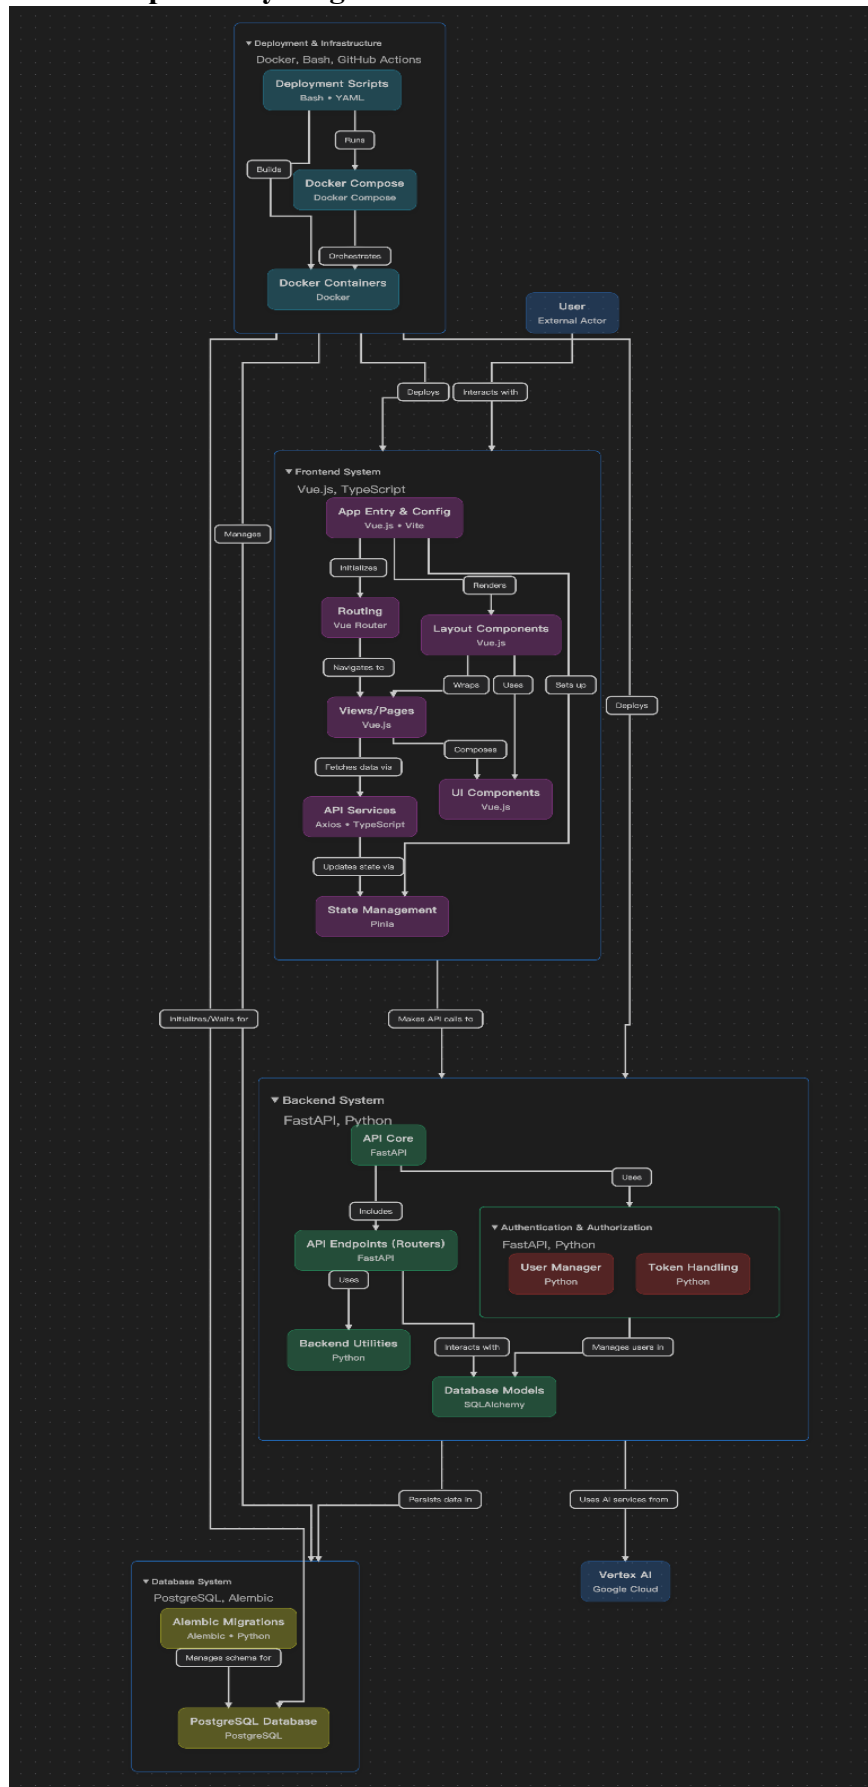 Deployment & Infrastructure
Docker, Bash, GitHub Actions
Deployment Scripts
Bash • YAML
Runs
Builds
Docker Compose
Docker Compose
Orchestrates
Docker Containers
Docker
User
External Actor
Deploys
Interacts with
Frontend System
Vue.js, TypeScript
App Entry & Config
Vue.js • Vite
Manages
Initializes
Renders
Routing
Vue Router
Layout Components
Vue.js
Navigates to
Wraps
Uses
Sets up
Deploys
Views/Pages
Vue.js
Composes
Fetches data via
UI Components
Vue.js
API Services
Axios • TypeScript
Updates state via
State Management
Pinia
Initializes/Waits for
Makes API calls to
Backend System
FastAPI, Python
API Core
FastAPI
Uses
Includes
Authentication & Authorization
FastAPI, Python
API Endpoints (Routers)
FastAPI
User Manager
Python
Token Handling
Python
Uses
Backend Utilities
Python
Interacts with
Manages users in
Database Models
SQLAlchemy
Persists data in
Uses AI services from
Database System
PostgreSQL, Alembic
Vertex AI
Google Cloud
Alembic Migrations
Alembic • Python
Manages schema for
PostgreSQL Database
PostgreSQL